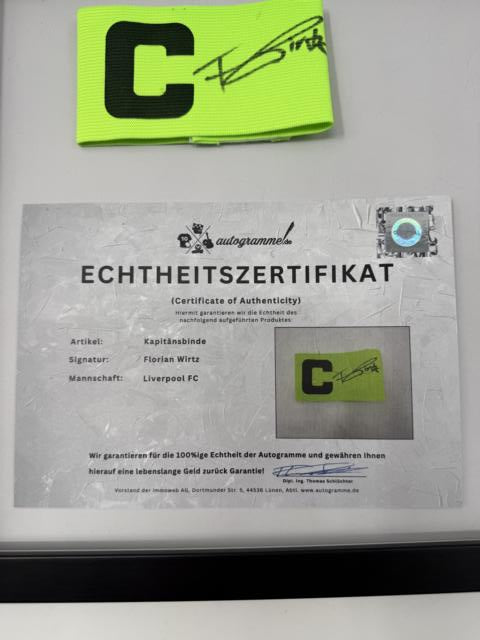 C
autogramme.de
ECHTHEITSZERTIFIKAT
(Certificate of Authenticity)
Hiermit garantieren wir die Echtheit des
nachfolgend aufgeführten Produktes:
Artikel: Kapitänsbinde
Signatur: Florian Wirtz
Mannschaft: Liverpool FC
C
Wir garantieren für die 100%ige Echtheit der Autogramme und gewähren Ihnen
hierauf eine lebenslange Geld zurück Garantie!
Dipl. Ing. Thomas Schlüchter
Vorstand der Immoweb AG, Dortmunder Str. 5, 44536 Lünen, Abtl. www.autogramme.de